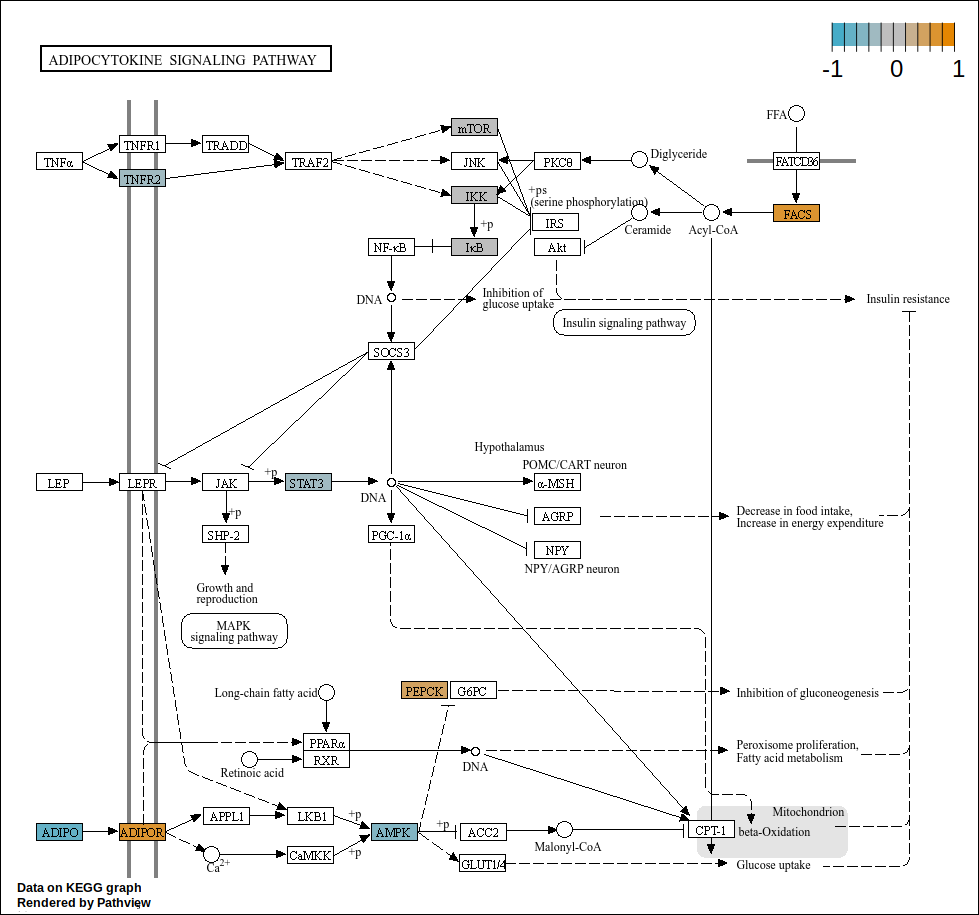 ADIPOCYTOKINE SIGNALING PATHWAY
-1 0 1
FFA
TNFα
TNFR1
TRADD
TNFR2
TRAF2
mTOR
JNK
IKK
PKCθ
Diglyceride
FATCD36
+ps
(serine phosphorylation)
IRS
Ceramide
Acyl-CoA
FACS
+p
NF-κB
IκB
Akt
DNA
Inhibition of
glucose uptake
Insulin resistance
Insulin signaling pathway
SOCS3
Hypothalamus
POMC/CART neuron
LEP
LEPR
JAK
+p
STAT3
DNA
α-MSH
+p
SHP-2
PGC-1α
AGRP
Decrease in food intake,
Increase in energy expenditure
NPY
NPY/AGRP neuron
Growth and
reproduction
MAPK
signaling pathway
Long-chain fatty acid
PEPCK
G6PC
Inhibition of gluconeogenesis
PPARα
RXR
Retinoic acid
DNA
Peroxisome proliferation,
Fatty acid metabolism
ADIPO
ADIPOR
APPL1
LKB1
+p
AMPK
+p
ACC2
Malonyl-CoA
CPT-1
Mitochondrion
beta-Oxidation
Ca2+
CaMKK
+p
GLUT1/4
Glucose uptake
Data on KEGG graph
Rendered by Pathview